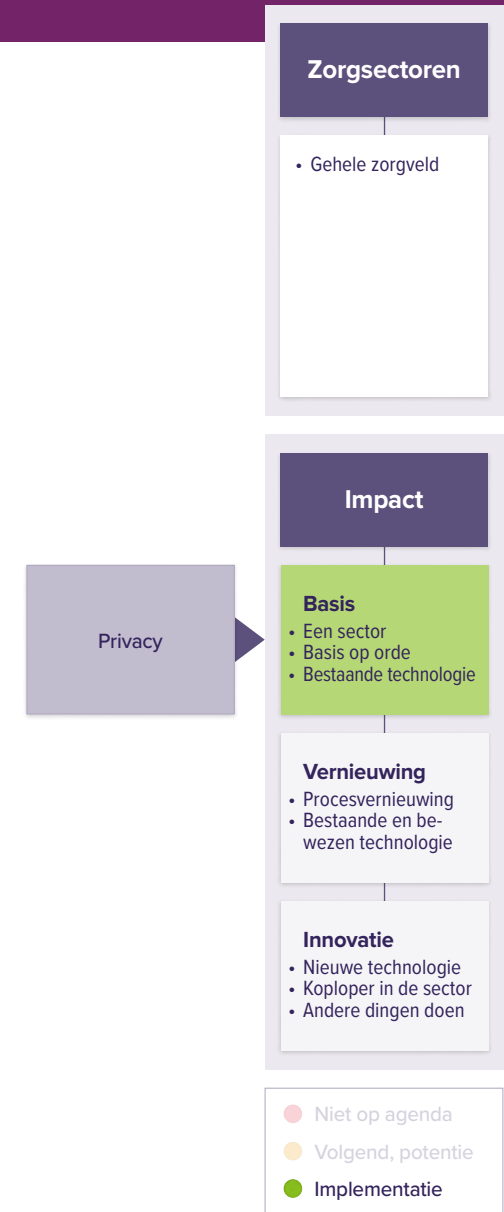 Zorgsectoren
• Gehele zorgveld
Impact
Privacy
Basis
• Een sector
• Basis op orde
• Bestaande technologie
Vernieuwing
• Procesvernieuwing
• Bestaande en be-
wezen technologie
Innovatie
• Nieuwe technologie
• Koploper in de sector
• Andere dingen doen
Niet op agenda
Volgend, potentie
Implementatie